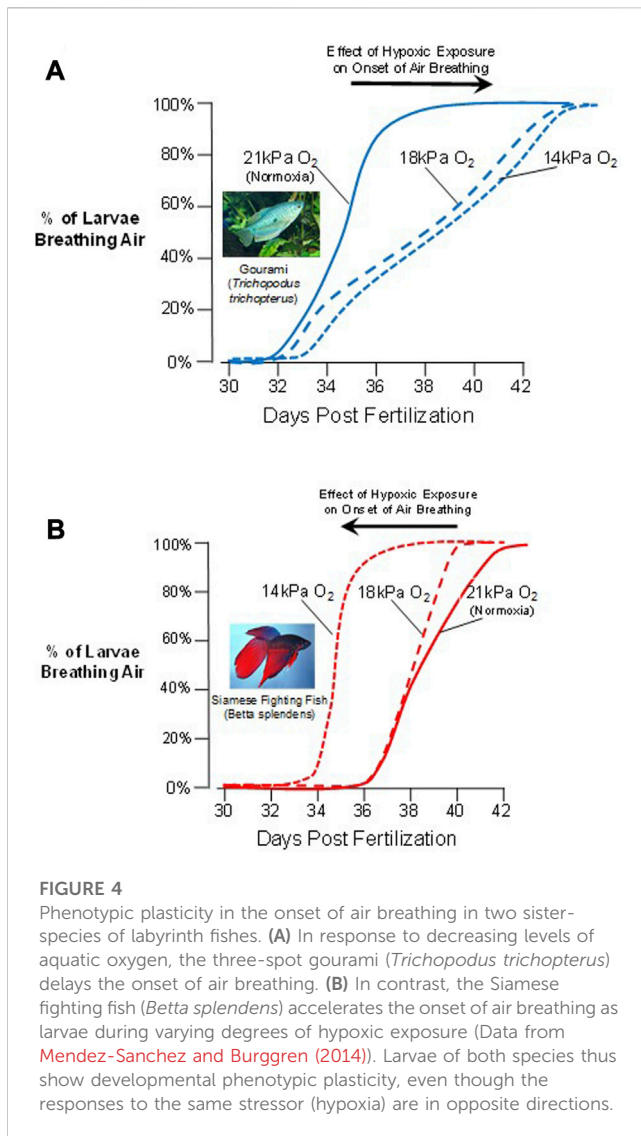 A
Effect of Hypoxic Exposure
on Onset of Air Breathing
100%
80%
% of Larvae
60%
Breathing Air
40%
20%
0%
21kPa O₂
(Normoxia)
18kPa O₂
14kPa O₂
Gourami
(Trichopodus
trichopterus)
30 32 34 36 38 40 42
Days Post Fertilization
B
Effect of Hypoxic Exposure
on Onset of Air Breathing
100%
80%
% of Larvae
60%
Breathing Air
40%
20%
0%
14kPa O₂
18kPa O₂
21kPa O₂
(Normoxia)
Siamese Fighting Fish
(Betta splendens)
30 32 34 36 38 40 42
Days Post Fertilization
FIGURE 4
Phenotypic plasticity in the onset of air breathing in two sister-
species of labyrinth fishes. (A) In response to decreasing levels of
aquatic oxygen, the three-spot gourami (Trichopodus trichopterus)
delays the onset of air breathing. (B) In contrast, the Siamese
fighting fish (Betta splendens) accelerates the onset of air breathing as
larvae during varying degrees of hypoxic exposure (Data from
Mendez-Sanchez and Burggren (2014)). Larvae of both species thus
show developmental phenotypic plasticity, even though the
responses to the same stressor (hypoxia) are in opposite directions.